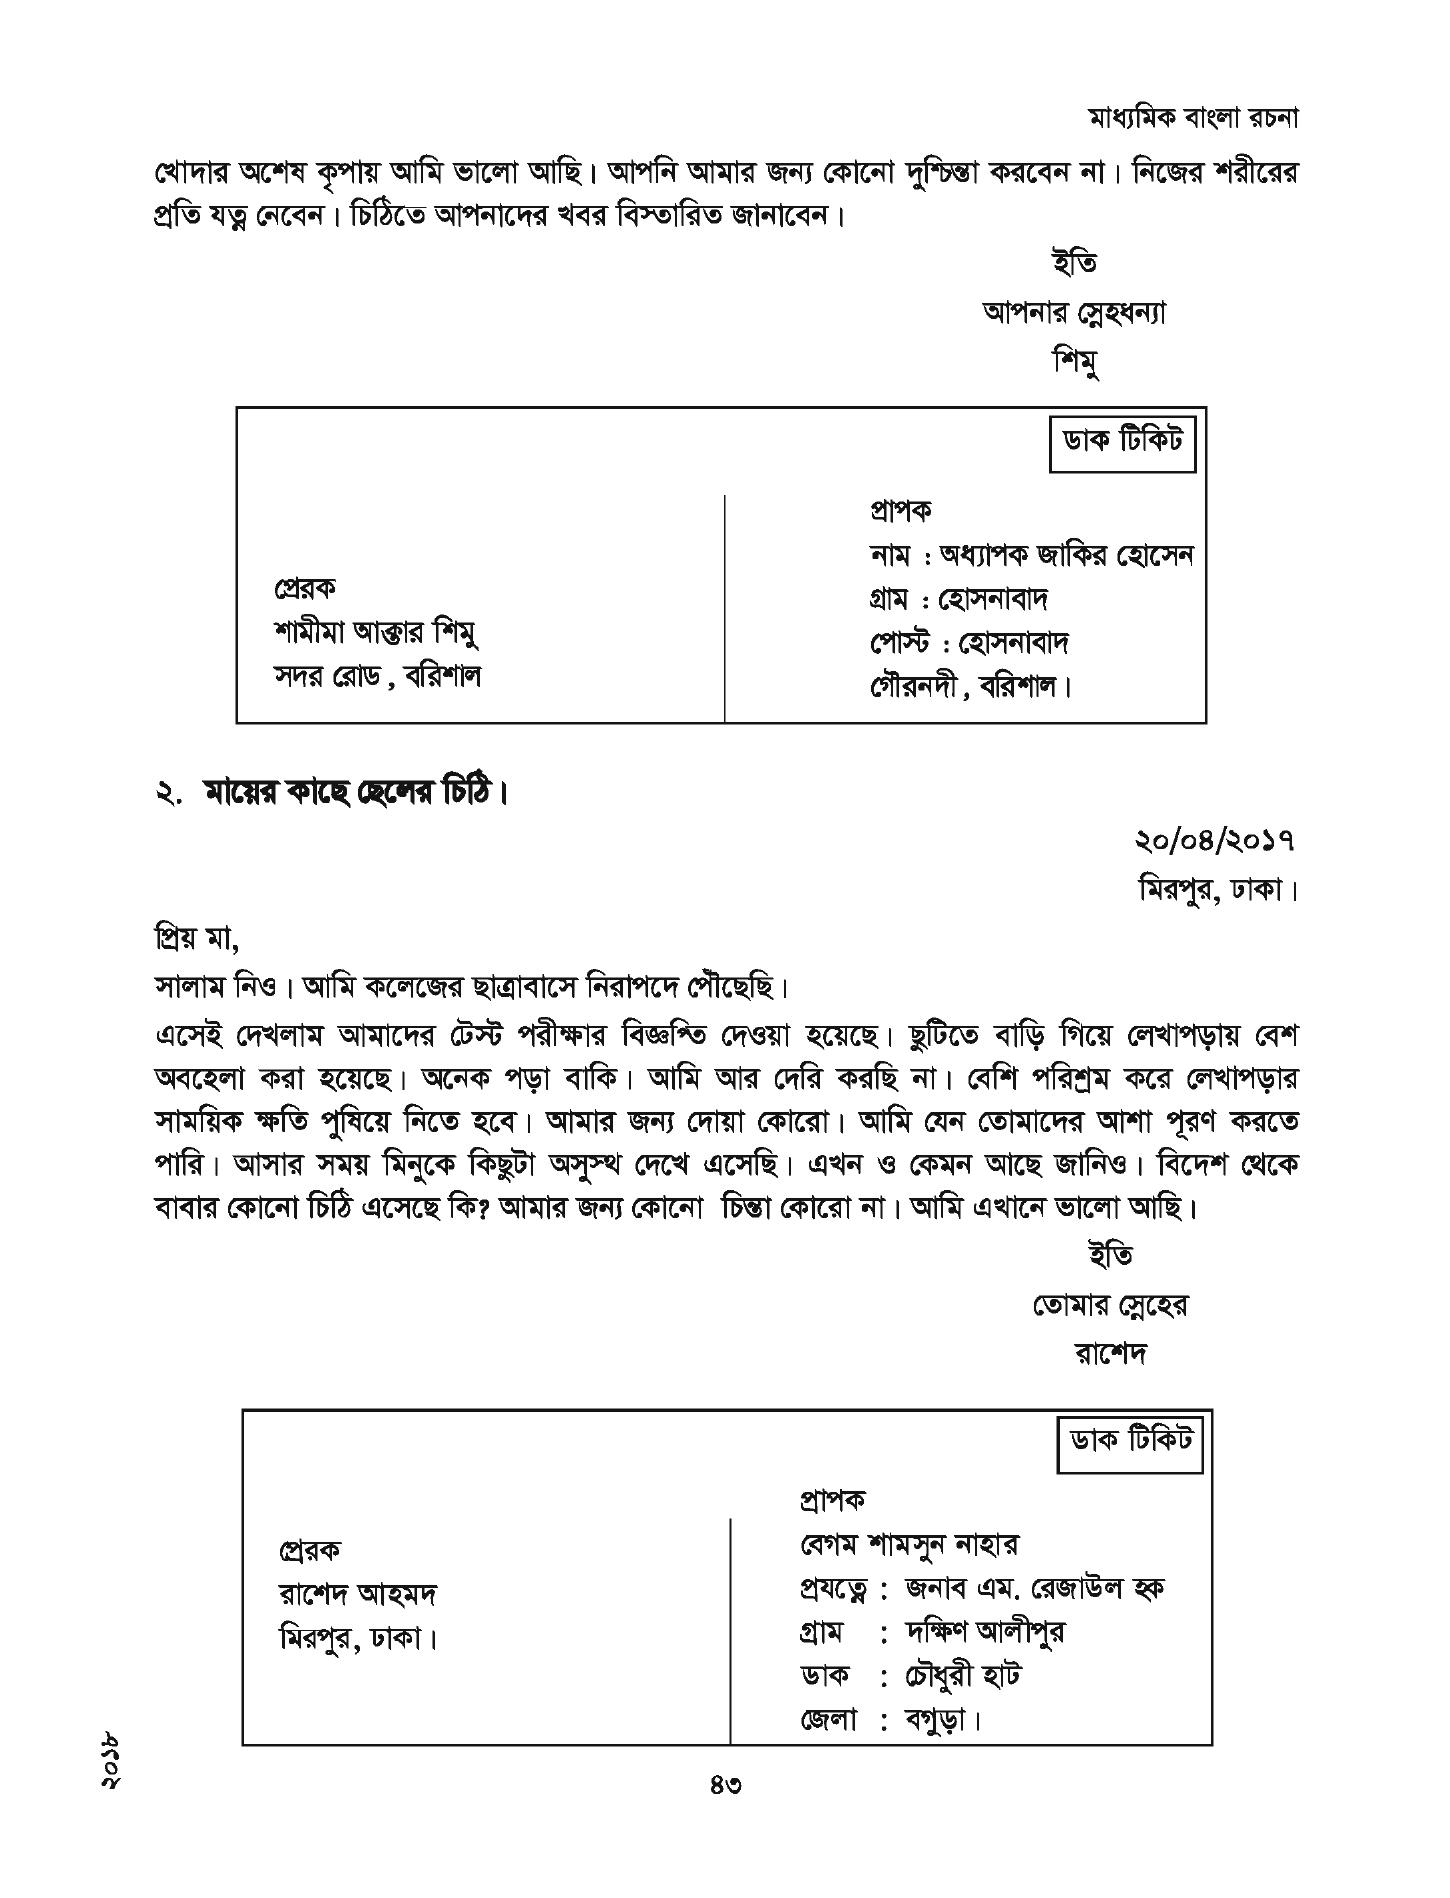 মাধ্যমিক বাংলা রচনা
খোদার অশেষ কৃপায় আমি ভালো আছি। আপনি আমার জন্য কোনো দুশ্চিন্তা করবেন না। নিজের শরীরের
প্রতি যত্ন নেবেন। চিঠিতে আপনাদের খবর বিস্তারিত জানাবেন।
ইতি
আপনার স্নেহধন্যা
শিমু
ডাক টিকিট
প্রেরক
শামীমা আক্তার শিমু
সদর রোড , বরিশাল
প্রাপক
নাম : অধ্যাপক জাকির হোসেন
গ্রাম : হোসনাবাদ
পোস্ট : হোসনাবাদ
গৌরনদী , বরিশাল।
২. মায়ের কাছে ছেলের চিঠি।
২০/০৪/২০১৭
মিরপুর, ঢাকা।
প্রিয় মা,
সালাম নিও। আমি কলেজের ছাত্রাবাসে নিরাপদে পৌঁছেছি।
এসেই দেখলাম আমাদের টেস্ট পরীক্ষার বিজ্ঞপ্তি দেওয়া হয়েছে। ছুটিতে বাড়ি গিয়ে লেখাপড়ায় বেশ
অবহেলা করা হয়েছে। অনেক পড়া বাকি। আমি আর দেরি করছি না। বেশি পরিশ্রম করে লেখাপড়ার
সাময়িক ক্ষতি পুষিয়ে নিতে হবে। আমার জন্য দোয়া কোরো। আমি যেন তোমাদের আশা পূরণ করতে
পারি। আসার সময় মিনুকে কিছুটা অসুস্থ দেখে এসেছি। এখন ও কেমন আছে জানিও। বিদেশ থেকে
বাবার কোনো চিঠি এসেছে কি? আমার জন্য কোনো চিন্তা কোরো না। আমি এখানে ভালো আছি।
ইতি
তোমার স্নেহের
রাশেদ
ডাক টিকিট
প্রেরক
রাশেদ আহমদ
মিরপুর, ঢাকা।
প্রাপক
বেগম শামসুন নাহার
প্রযত্নে : জনাব এম. রেজাউল হক
গ্রাম : দক্ষিণ আলীপুর
ডাক : চৌধুরী হাট
জেলা : বগুড়া।
২০১৮
৪৩